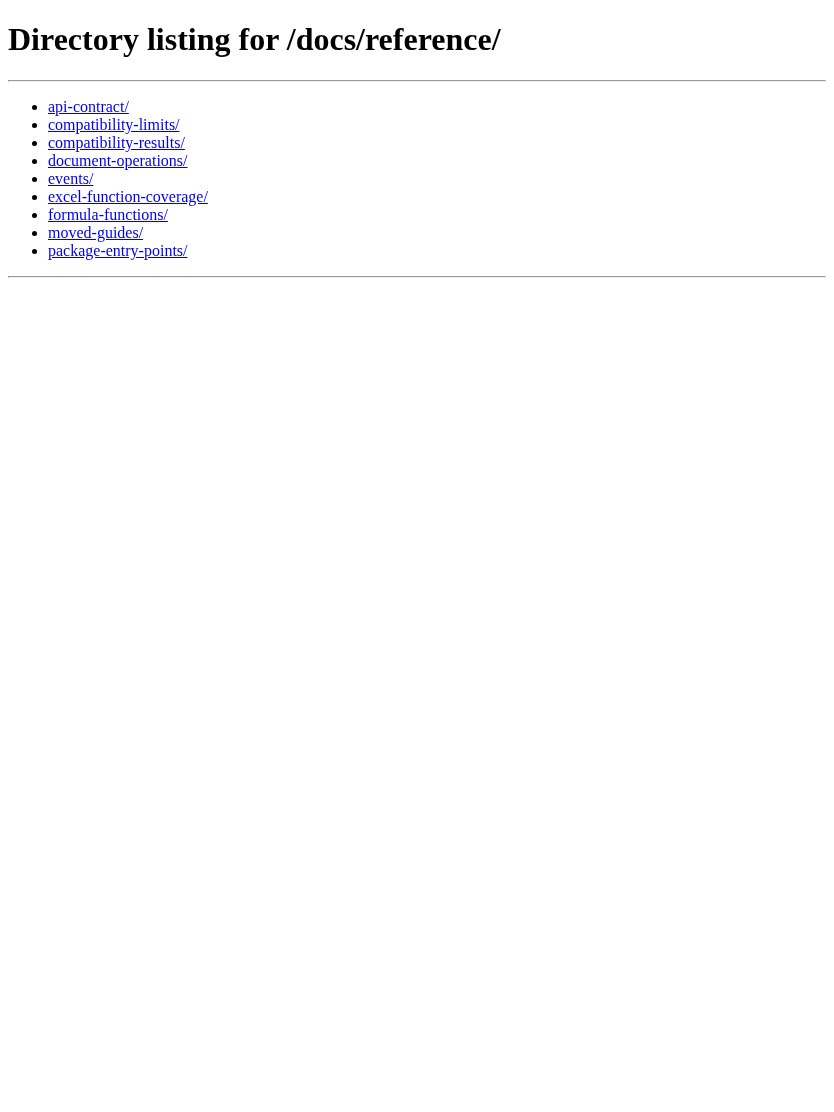 Directory listing for /docs/reference/
api-contract/
compatibility-limits/
compatibility-results/
document-operations/
events/
excel-function-coverage/
formula-functions/
moved-guides/
package-entry-points/